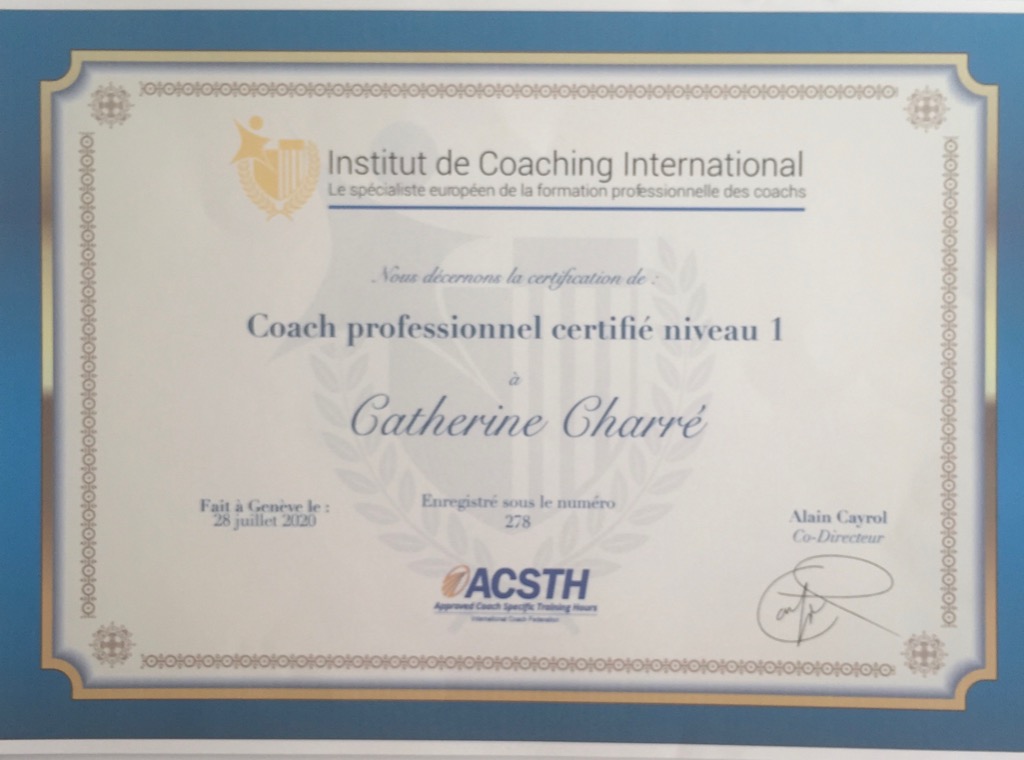 Institut de Coaching International
Le spécialiste européen de la formation professionnelle des coachs
Nous décernons la certification de :
Coach professionnel certifié niveau 1
à
Catherine Charré
Fait à Genève le :
28 juillet 2020
Enregistré sous le numéro
278
Alain Cayrol
Co-Directeur
ACSTH
Approved Coach Specific Training Hours
International Coach Federation